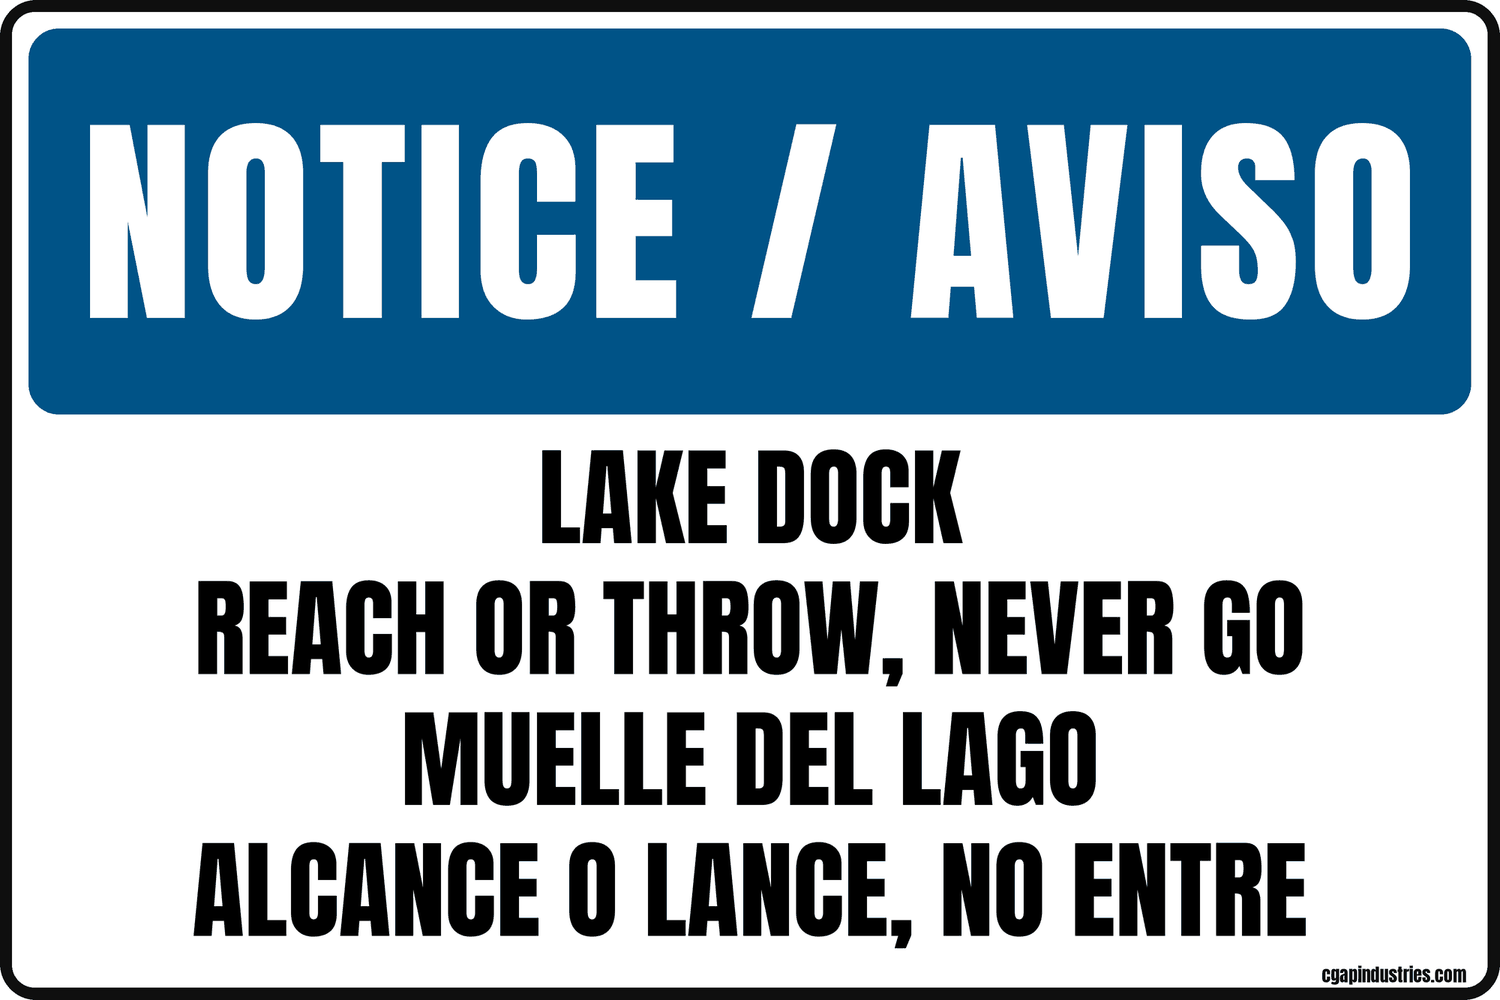 NOTICE / AVISO
LAKE DOCK
REACH OR THROW, NEVER GO
MUELLE DEL LAGO
ALCANCE O LANCE, NO ENTRE
cgapindustries.com